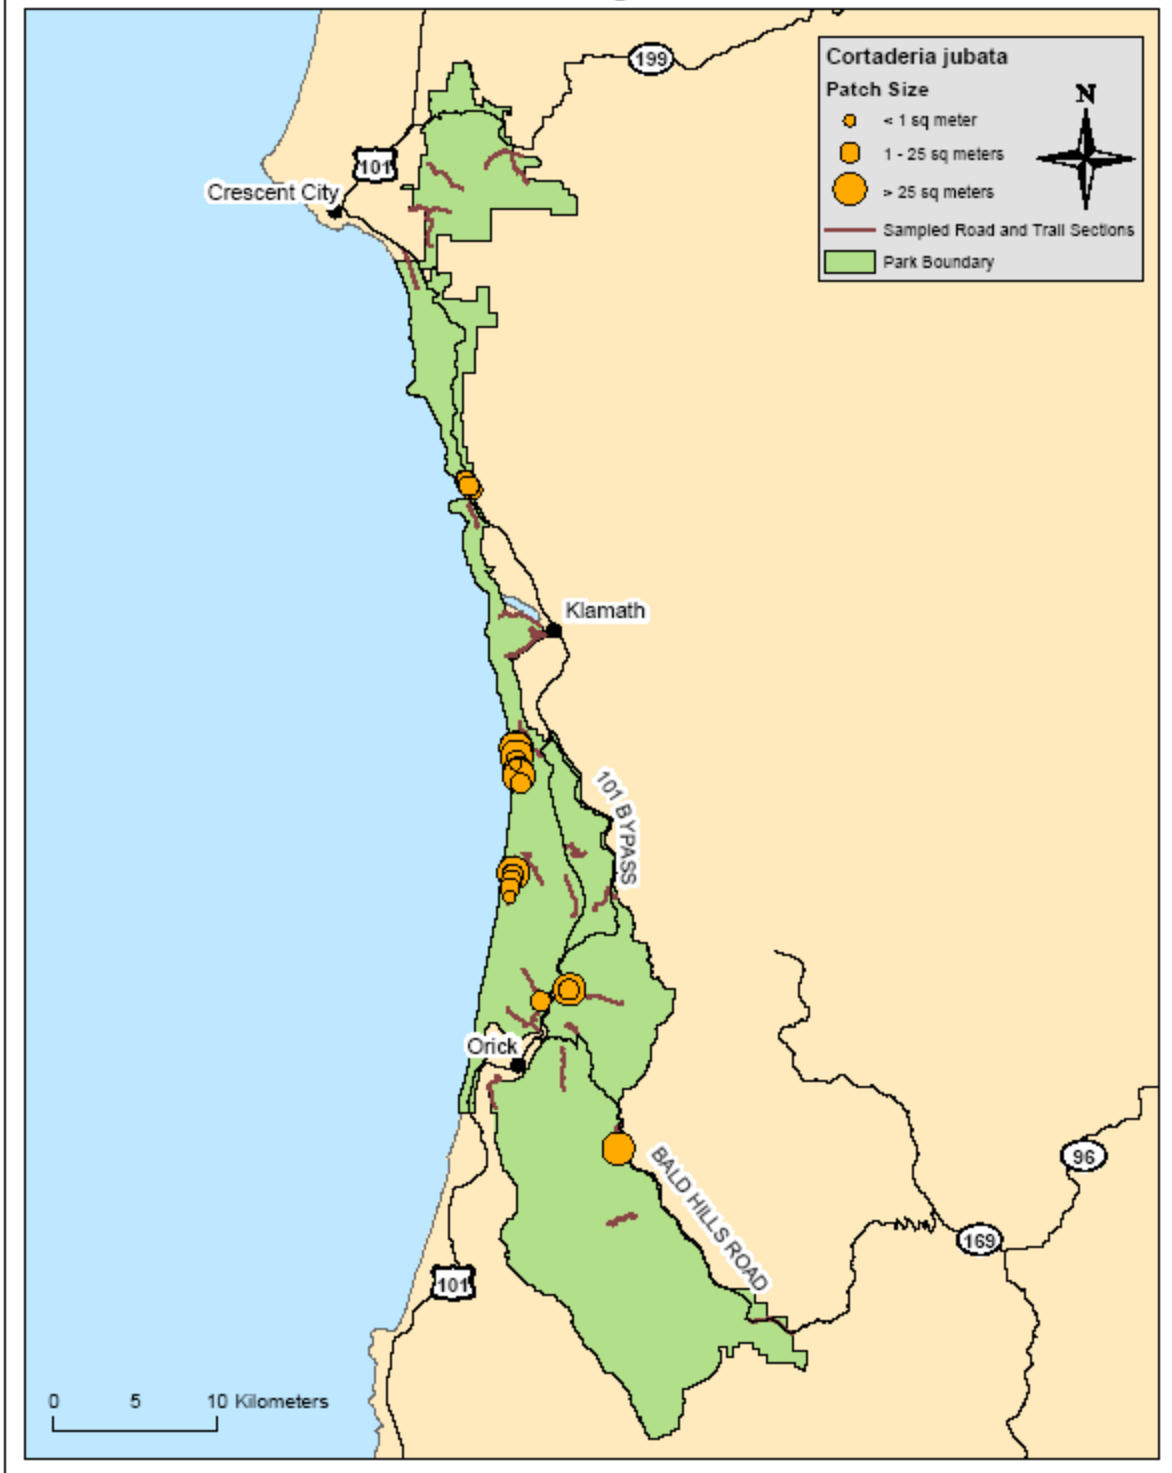 199
Cortaderia jubata
Patch Size
< 1 sq meter
1 - 25 sq meters
> 25 sq meters
Sampled Road and Trail Sections
Park Boundary
N
101
Crescent City
Klamath
101 BYPASS
Orick
BALD HILLS ROAD
96
169
101
0 5 10 Kilometers